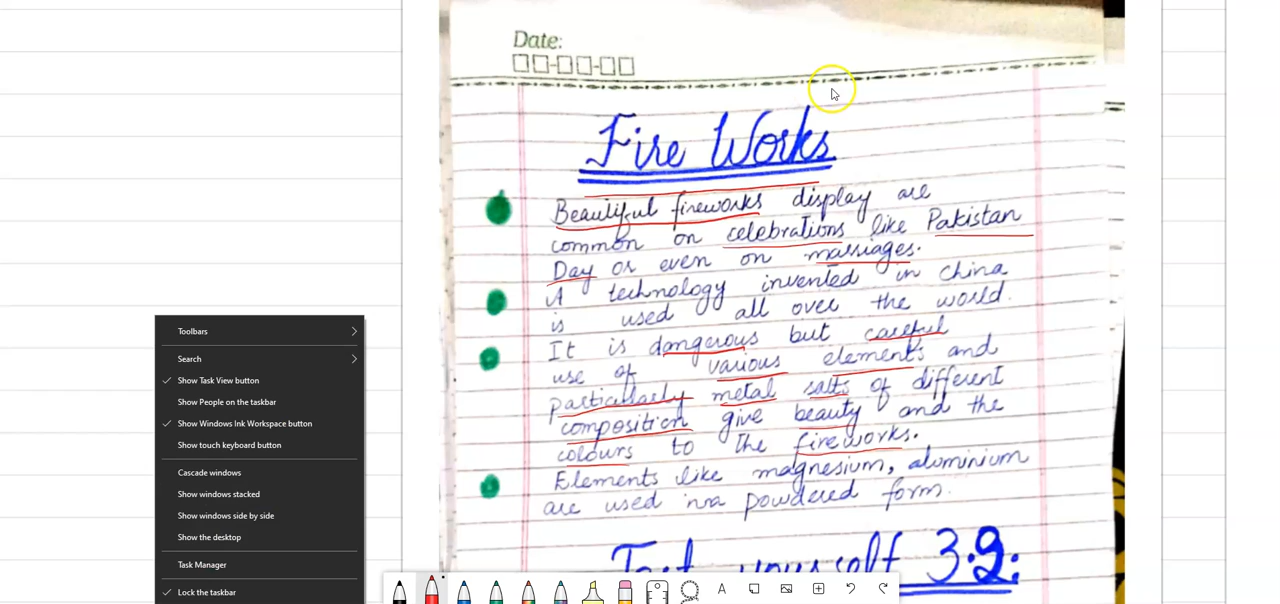 Date:
Fire Works
Beautiful fireworks display are
common on celebrations like Pakistan
Day or even on marriages.
A technology invented in china
is used all over the world.
It is dangerous but careful
use of various elements and
particularly metal salts of different
composition give beauty and the
colours to the fireworks.
Elements like magnesium, aluminium
are used in a powdered form.
Test yourself 3.2:
Toolbars
Search
Show Task View button
Show People on the taskbar
Show Windows Ink Workspace button
Show touch keyboard button
Cascade windows
Show windows stacked
Show windows side by side
Show the desktop
Task Manager
Lock the taskbar